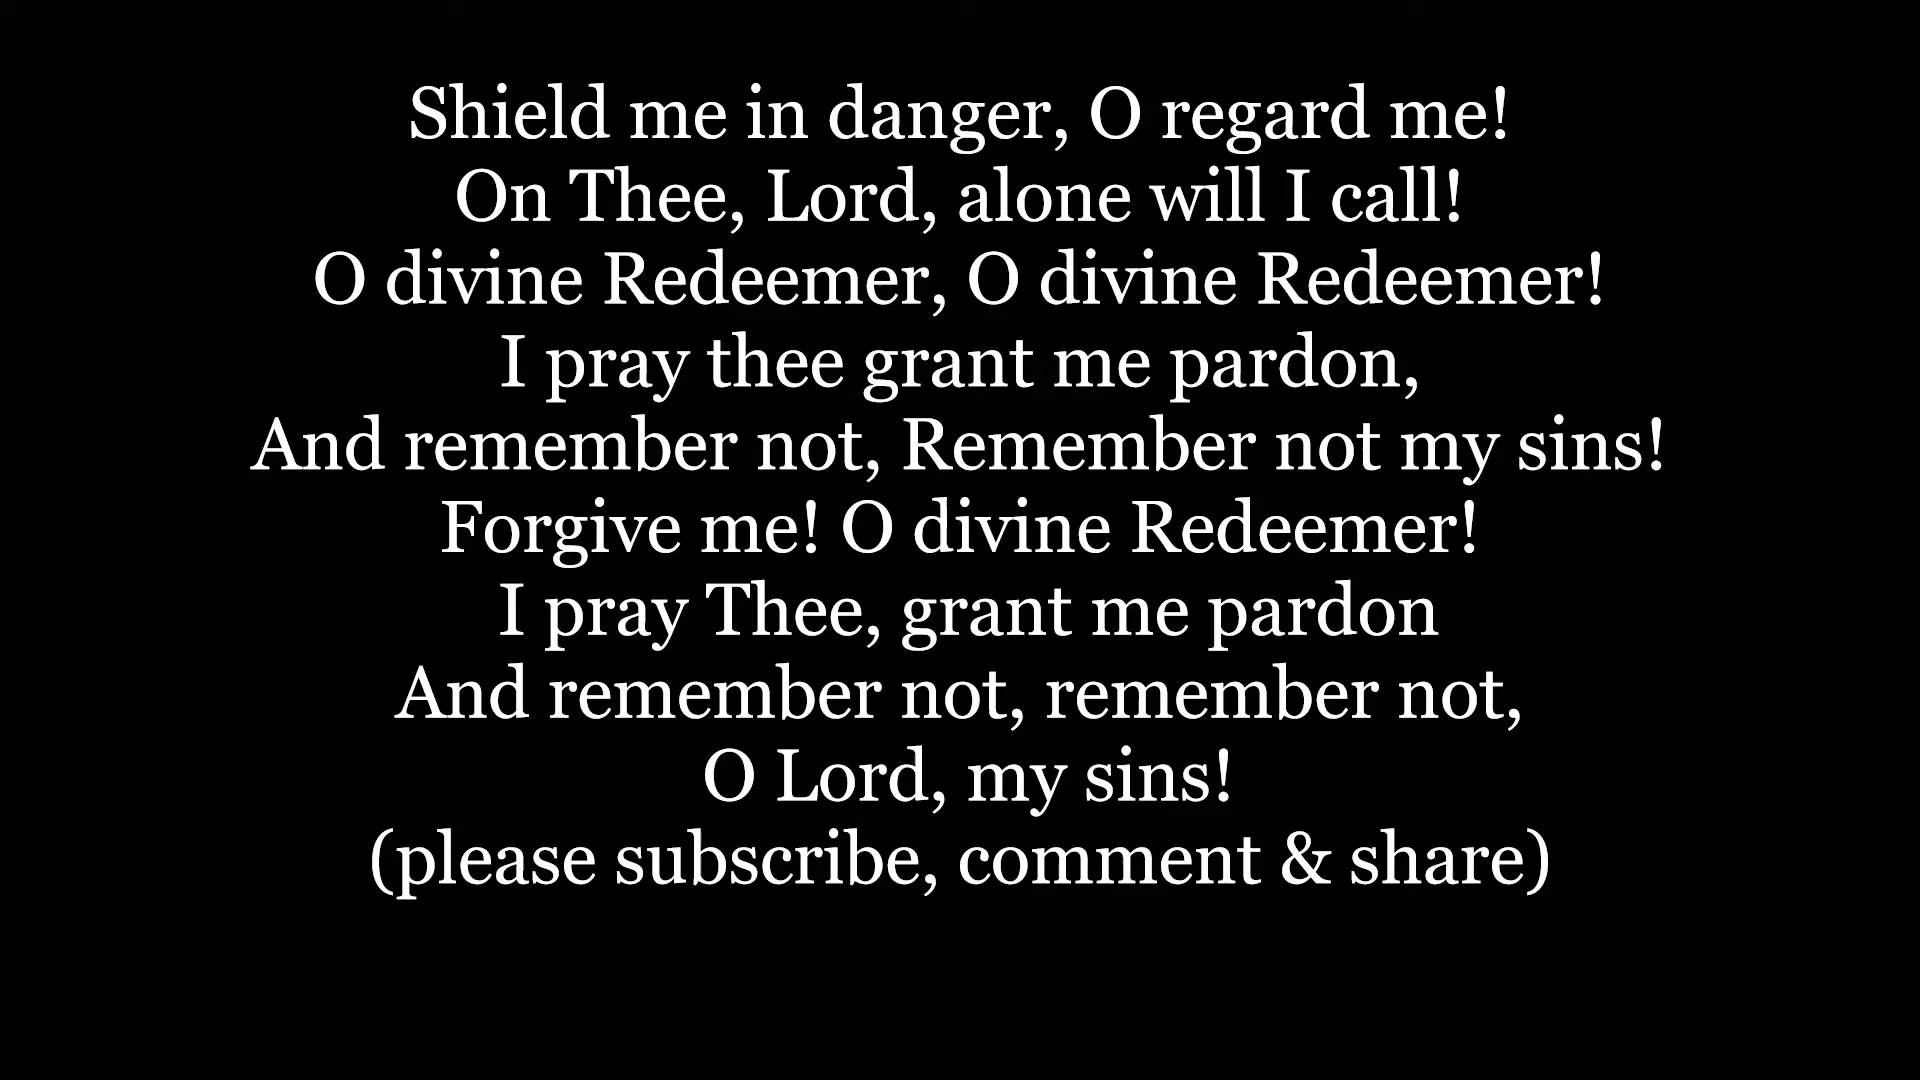 Shield me in danger, O regard me!
On Thee, Lord, alone will I call!
O divine Redeemer, O divine Redeemer!
I pray thee grant me pardon,
And remember not, Remember not my sins!
Forgive me! O divine Redeemer!
I pray Thee, grant me pardon
And remember not, remember not,
O Lord, my sins!
(please subscribe, comment & share)